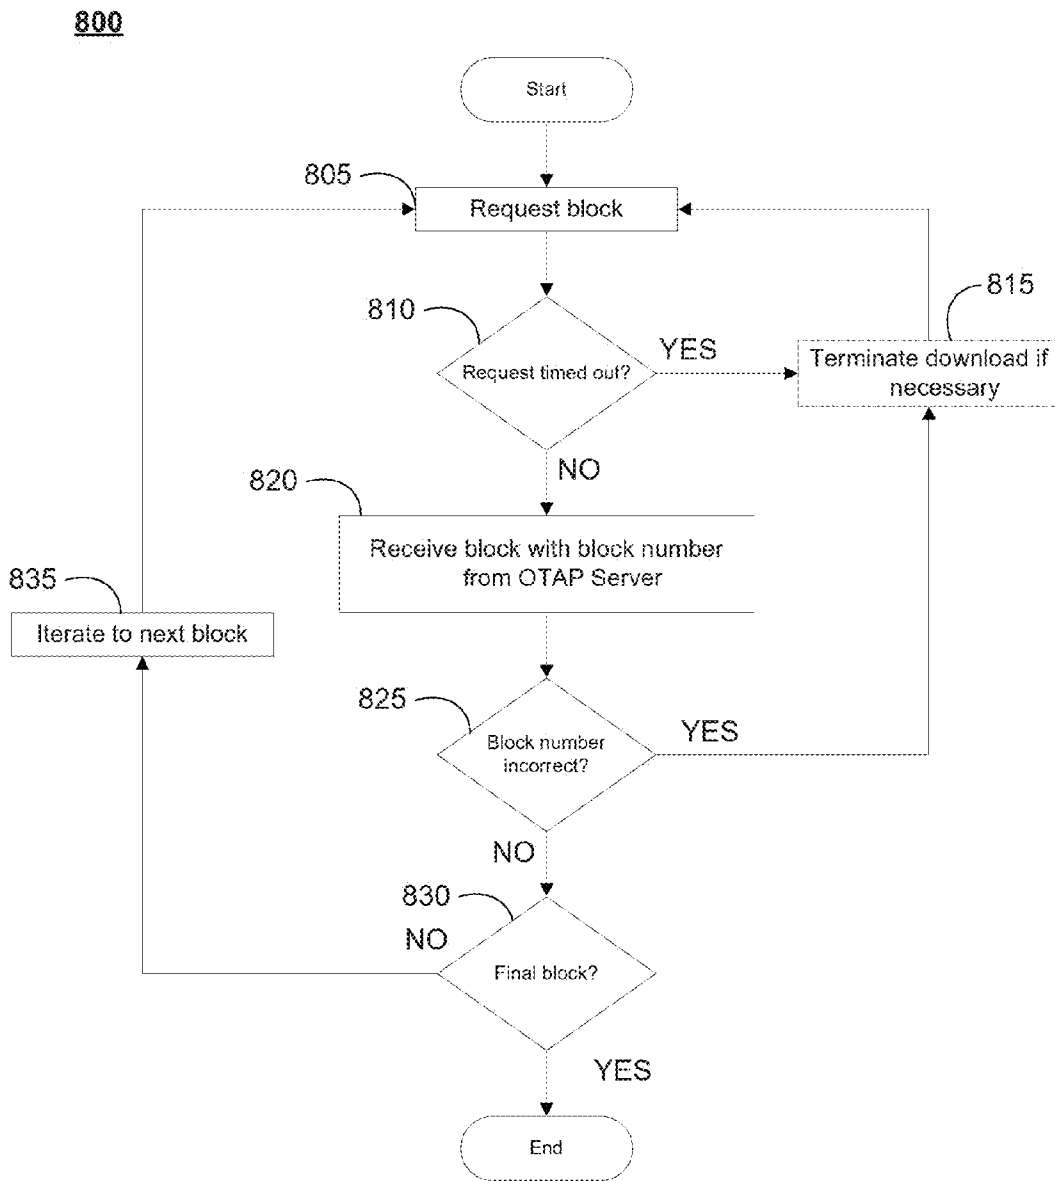 800
Start
805
Request block
810
815
YES
Request timed out?
Terminate download if
necessary
NO
820
Receive block with block number
from OTAP Server
835
Iterate to next block
825
YES
Block number
incorrect?
NO
830
NO
Final block?
YES
End